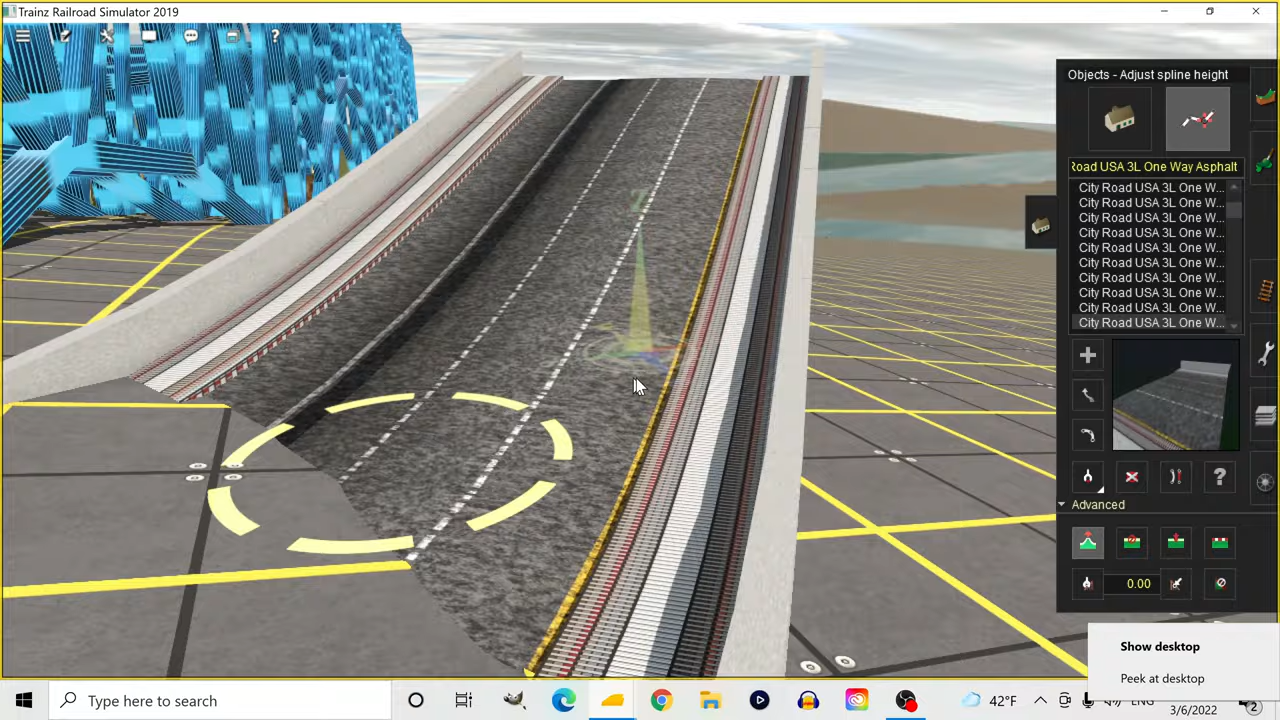 Trainz Railroad Simulator 2019
Objects - Adjust spline height
Road USA 3L One Way Asphalt
City Road USA 3L One W...
City Road USA 3L One W...
City Road USA 3L One W...
City Road USA 3L One W...
City Road USA 3L One W...
City Road USA 3L One W...
City Road USA 3L One W...
City Road USA 3L One W...
City Road USA 3L One W...
City Road USA 3L One W...
Advanced
0.00
Show desktop
Peek at desktop
Type here to search
42°F
ENG
3/6/2022
2